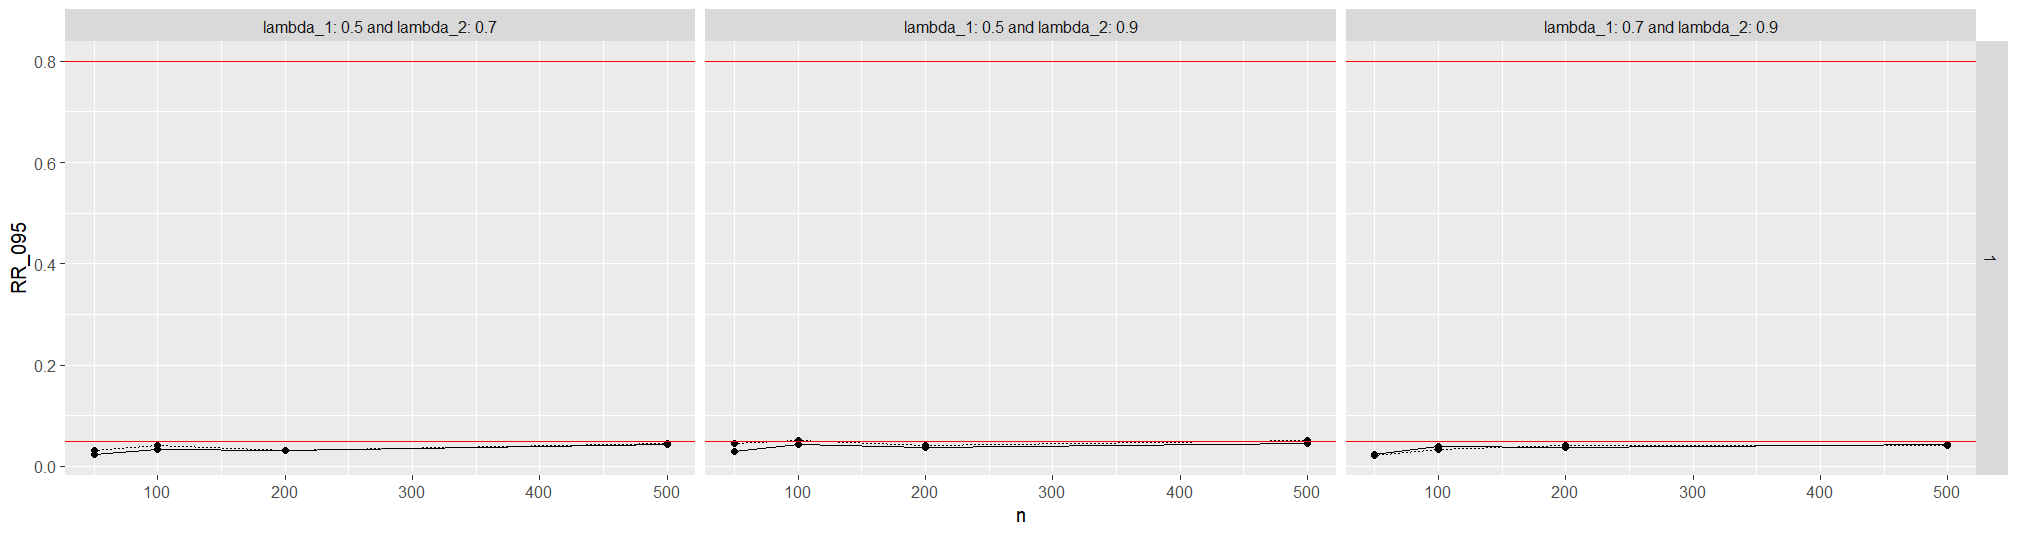 lambda_1: 0.5 and lambda_2: 0.7
lambda_1: 0.5 and lambda_2: 0.9
lambda_1: 0.7 and lambda_2: 0.9
RR_095
0.8
0.6
0.4
0.2
0.0
1
100 200 300 400 500
100 200 300 400 500
100 200 300 400 500
n